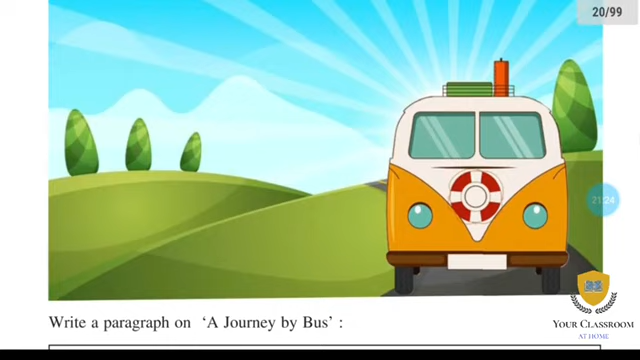 20/99
21:24
Write a paragraph on ‘A Journey by Bus’ :
YOUR CLASSROOM
AT HOME